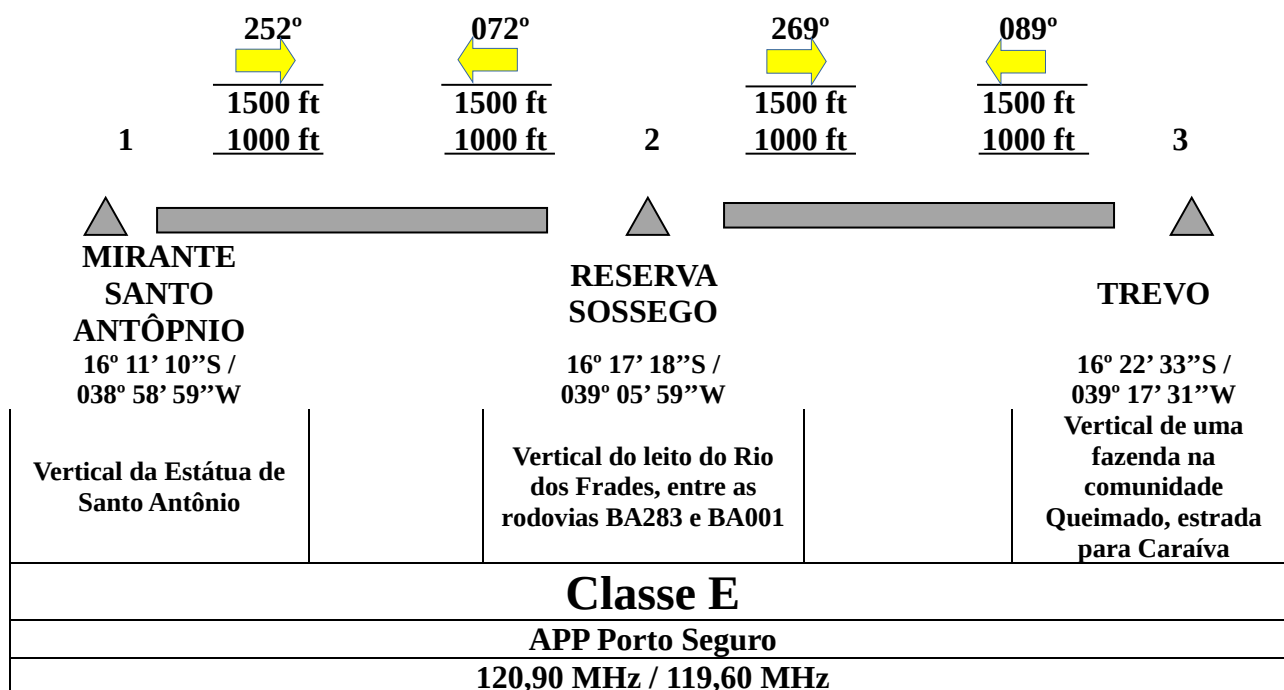 252º 072º 269º 089º
1500 ft 1500 ft 1500 ft 1500 ft
1 1000 ft 1000 ft 2 1000 ft 1000 ft 3
MIRANTE
SANTO
ANTÔPNIO
16º 11’ 10’’S /
038º 58’ 59’’W
RESERVA
SOSSEGO
16º 17’ 18’’S /
039º 05’ 59’’W
TREVO
16º 22’ 33’’S /
039º 17’ 31’’W
Vertical da Estátua de
Santo Antônio
Vertical do leito do Rio
dos Frades, entre as
rodovias BA283 e BA001
Vertical de uma
fazenda na
comunidade
Queimado, estrada
para Caraíva
Classe E
APP Porto Seguro
120,90 MHz / 119,60 MHz